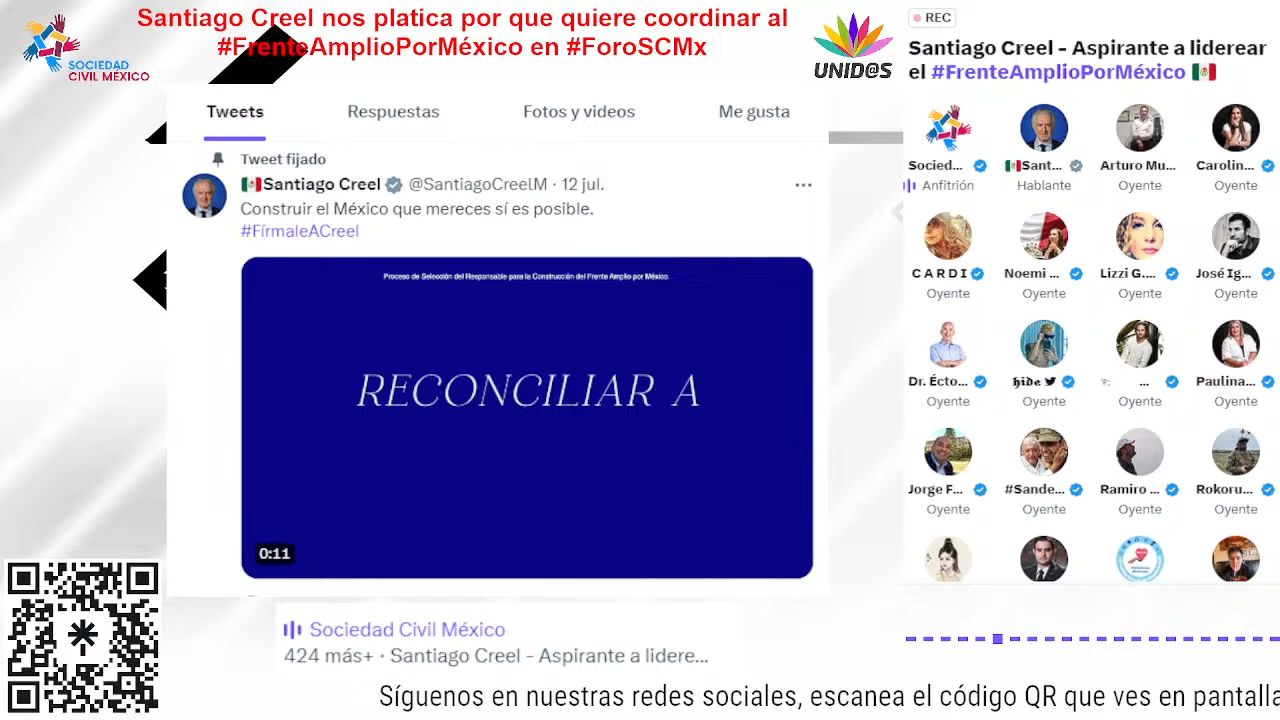 Santiago Creel nos platica por que quiere coordinar al
#FrenteAmplioPorMéxico en #ForoSCMx
SOCIEDAD
CIVIL MÉXICO
UNID@S
REC
Santiago Creel - Aspirante a liderear
el #FrenteAmplioPorMéxico
Tweets Respuestas Fotos y videos Me gusta
Tweet fijado
Santiago Creel @SantiagoCreelM · 12 jul.
Construir el México que mereces sí es posible.
#FírmaleACreel
Proceso de Selección del Responsable para la Construcción del Frente Amplio por México.
RECONCILIAR A
0:11
Socied... Sant... Arturo Mu... Carolin...
Anfitrión Hablante Oyente Oyente
C A R D I Noemi ... Lizzi G.... José Ig...
Oyente Oyente Oyente Oyente
Dr. Écto... 𝖍𝖎𝖉𝖊 ... Paulina...
Oyente Oyente Oyente Oyente
Jorge F... #Sande... Ramiro ... Rokoru...
Oyente Oyente Oyente Oyente
Sociedad Civil México
424 más+ · Santiago Creel - Aspirante a lidere...
Síguenos en nuestras redes sociales, escanea el código QR que ves en pantalla